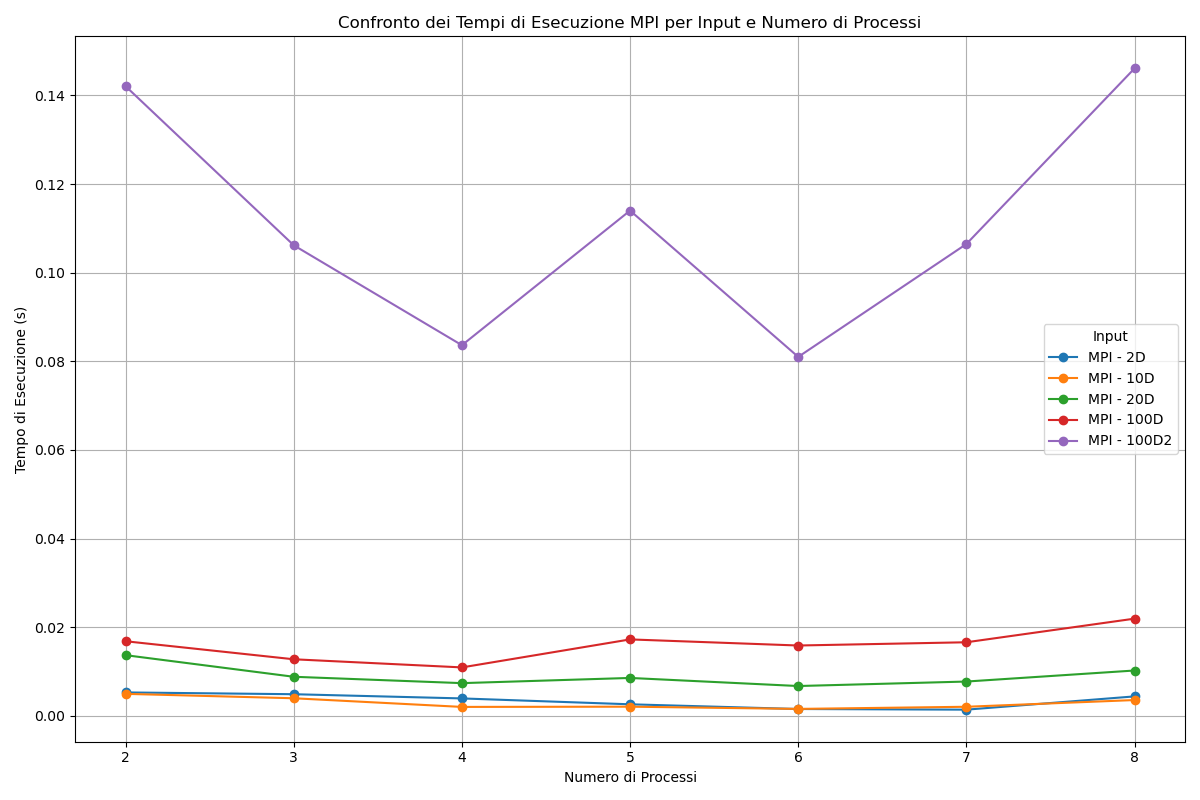 Confronto dei Tempi di Esecuzione MPI per Input e Numero di Processi
Tempo di Esecuzione (s)
0.14
0.12
0.10
0.08
0.06
0.04
0.02
0.00
Input
MPI - 2D
MPI - 10D
MPI - 20D
MPI - 100D
MPI - 100D2
2 3 4 5 6 7 8
Numero di Processi